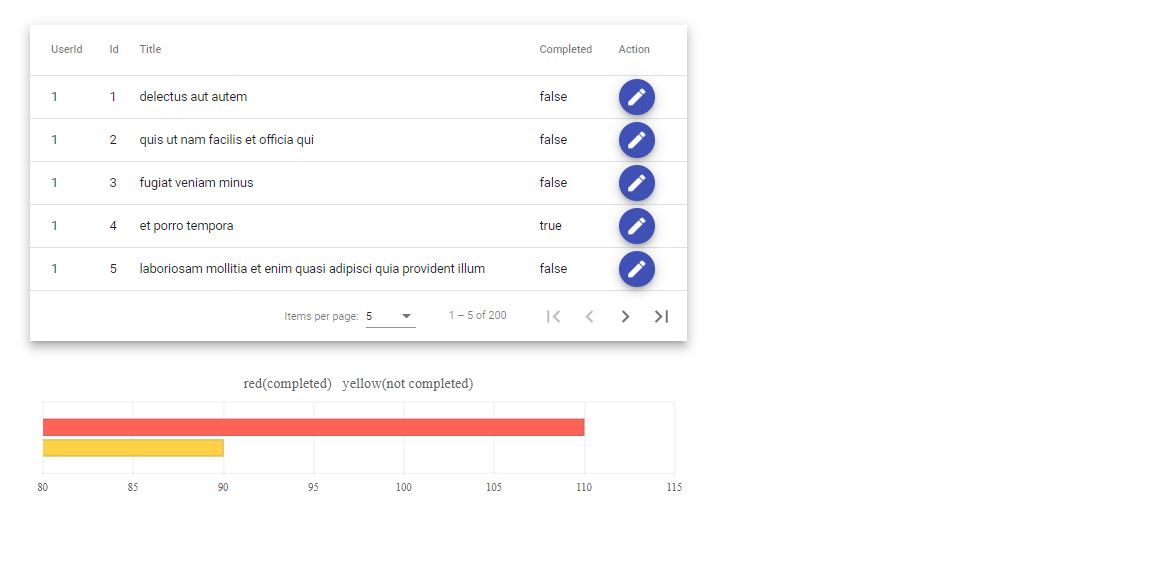 UserId Id Title Completed Action
1 1 delectus aut autem false
1 2 quis ut nam facilis et officia qui false
1 3 fugiat veniam minus false
1 4 et porro tempora true
1 5 laboriosam mollitia et enim quasi adipisci quia provident illum false
Items per page: 5 1 – 5 of 200
red(completed) yellow(not completed)
80 85 90 95 100 105 110 115